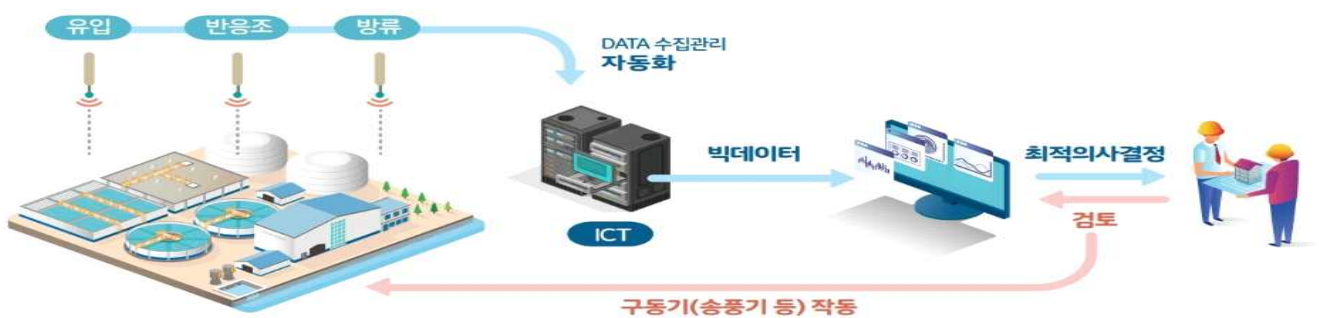 유입
반응조
방류
DATA 수집관리
자동화
ICT
빅데이터
최적의사결정
검토
구동기(송풍기 등) 작동